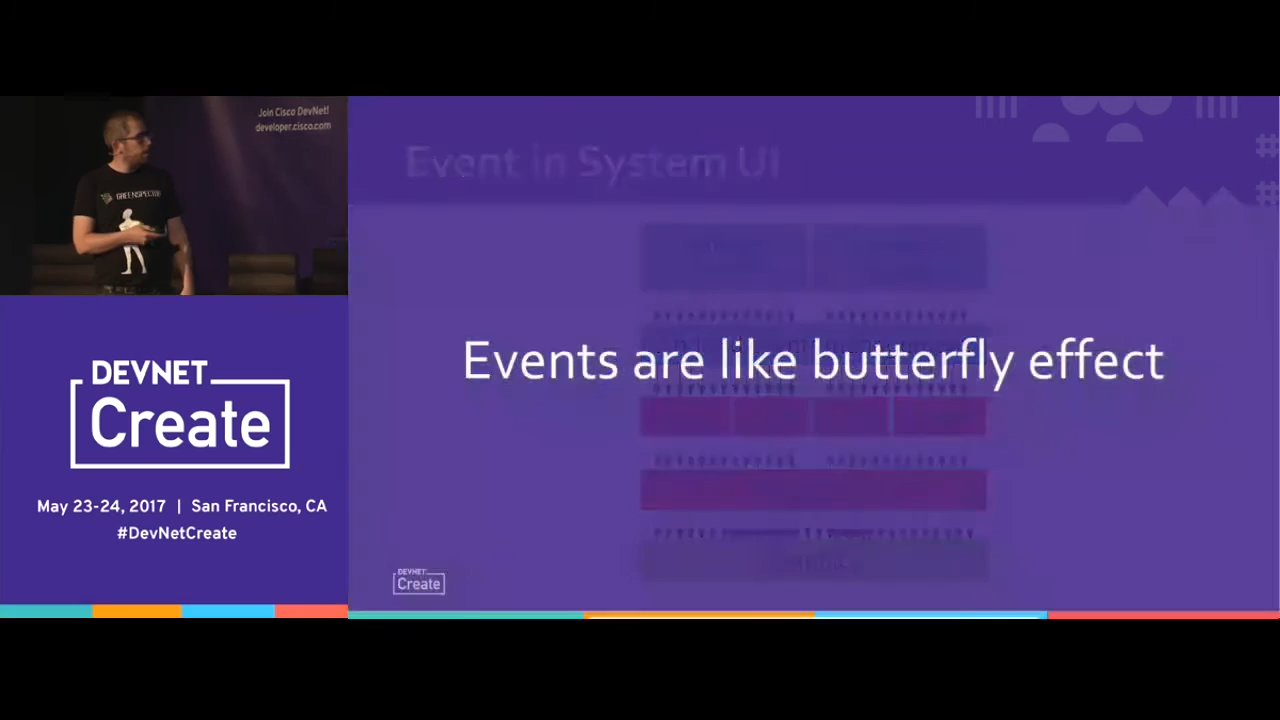 Join Cisco DevNet!
developer.cisco.com
GREENSPECTOR
DEVNET
Create
May 23-24, 2017 | San Francisco, CA
#DevNetCreate
Event in System UI
Events are like butterfly effect
DEVNET
Create